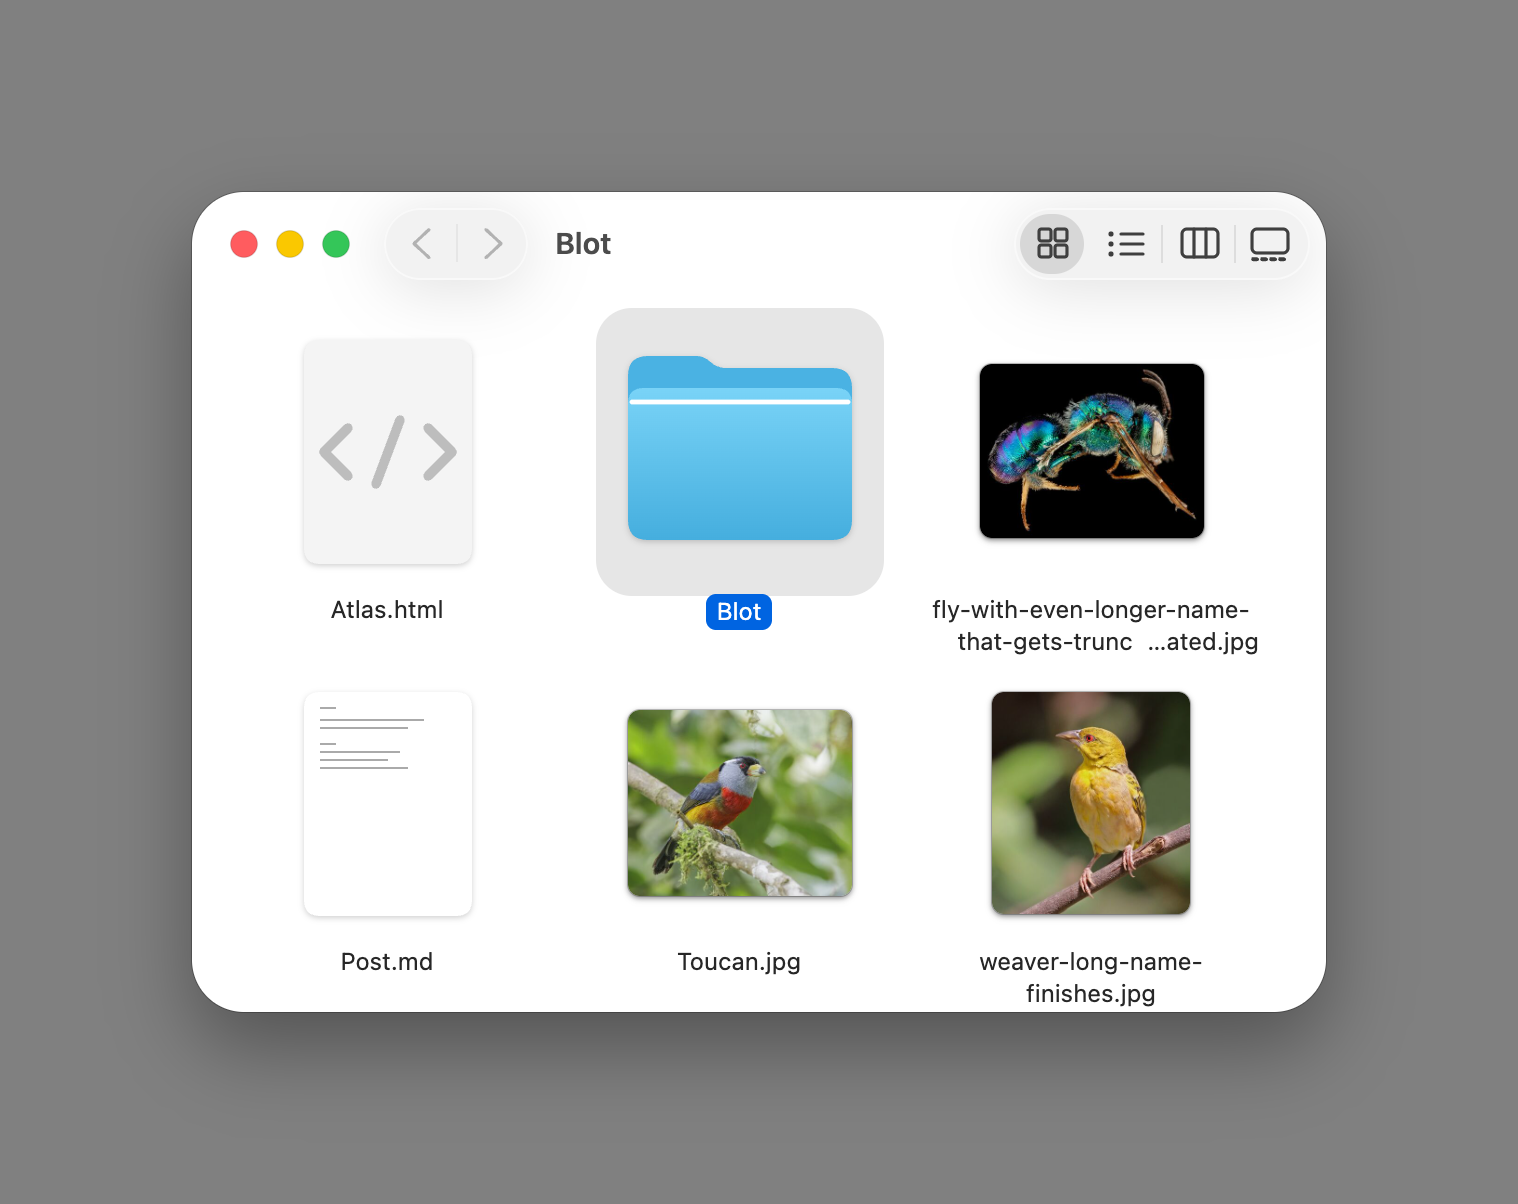 Blot
Atlas.html
Blot
fly-with-even-longer-name-
that-gets-trunc ...ated.jpg
Post.md
Toucan.jpg
weaver-long-name-
finishes.jpg